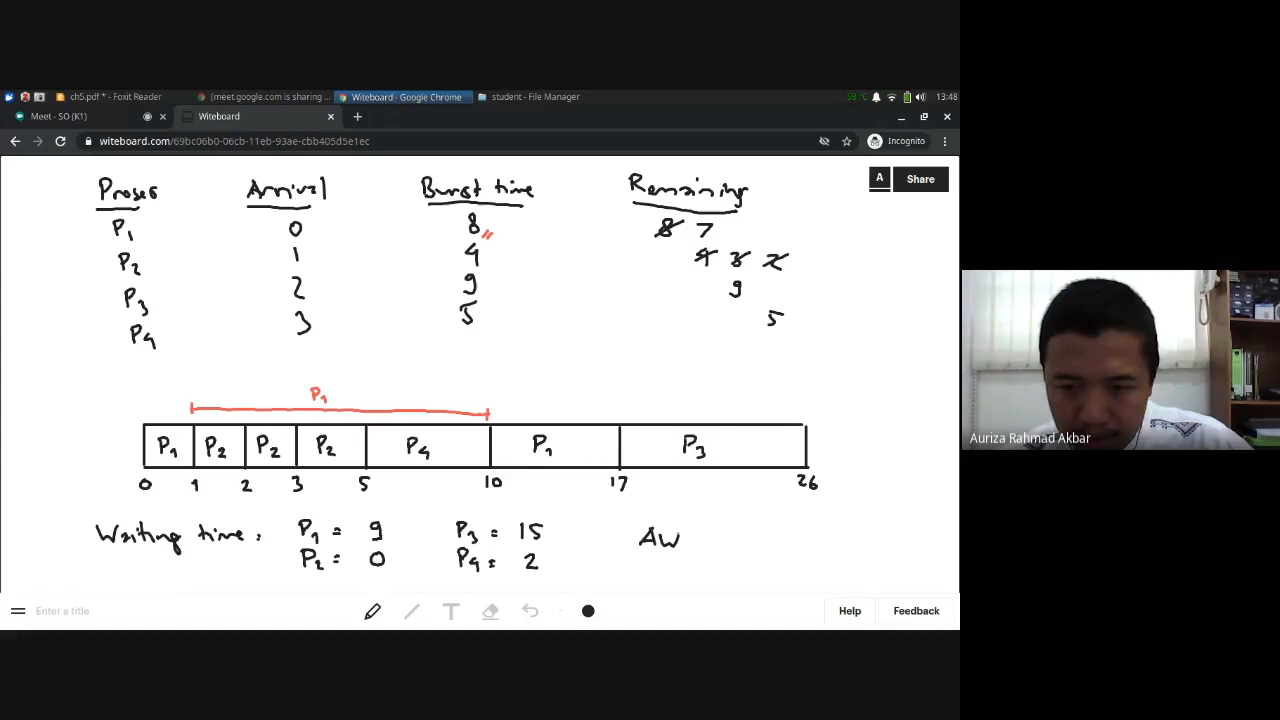 ch5.pdf * - Foxit Reader [meet.google.com is sharing ... Witeboard - Google Chrome student - File Manager 58°C 13:48
Meet - SO (K1) Witeboard
witeboard.com/69bc06b0-06cb-11eb-93ae-cbb405d5e1ec Incognito
A Share
Proses Arrival Burst time Remaining
P1 0 8 8 7
P2 1 4 4 3 2
P3 2 9 9
P4 3 5 5
P1
P1 P2 P2 P2 P4 P1 P3
0 1 2 3 5 10 17 26
Waiting time: P1 = 9 P3 = 15 AW
P2 = 0 P4 = 2
Auriza Rahmad Akbar
Enter a title T Help Feedback